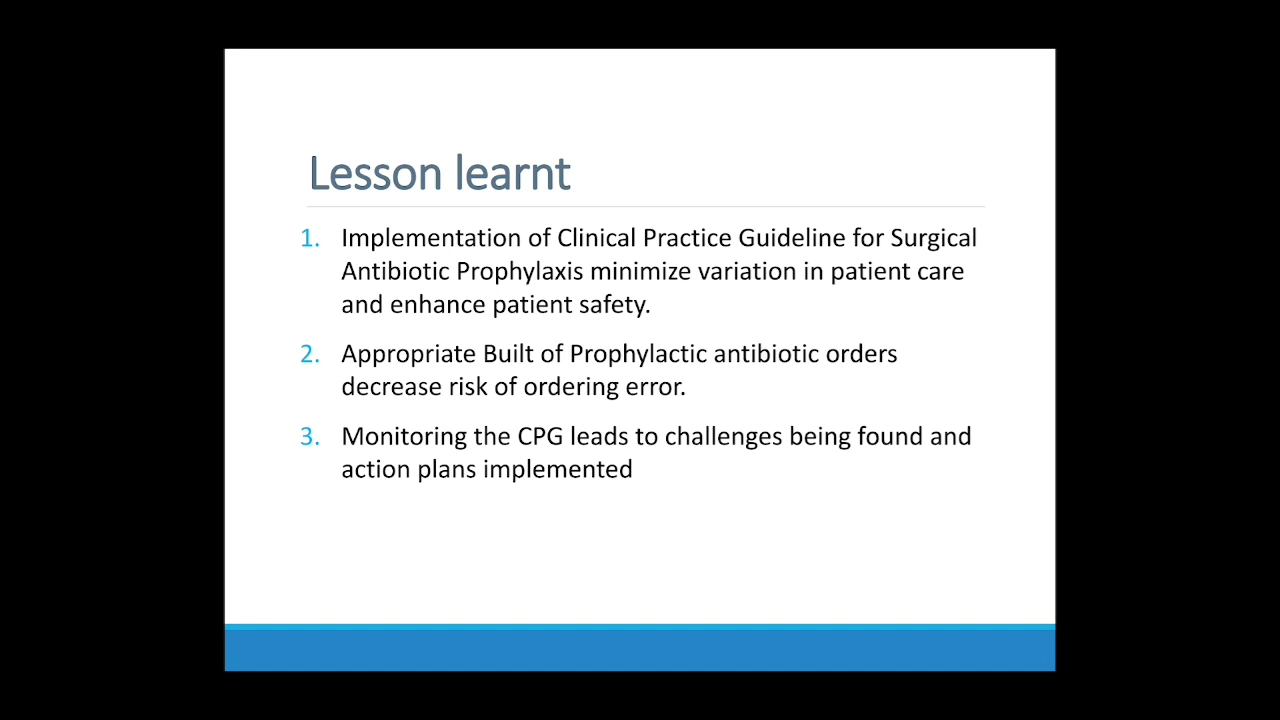 Lesson learnt
1. Implementation of Clinical Practice Guideline for Surgical
Antibiotic Prophylaxis minimize variation in patient care
and enhance patient safety.
2. Appropriate Built of Prophylactic antibiotic orders
decrease risk of ordering error.
3. Monitoring the CPG leads to challenges being found and
action plans implemented